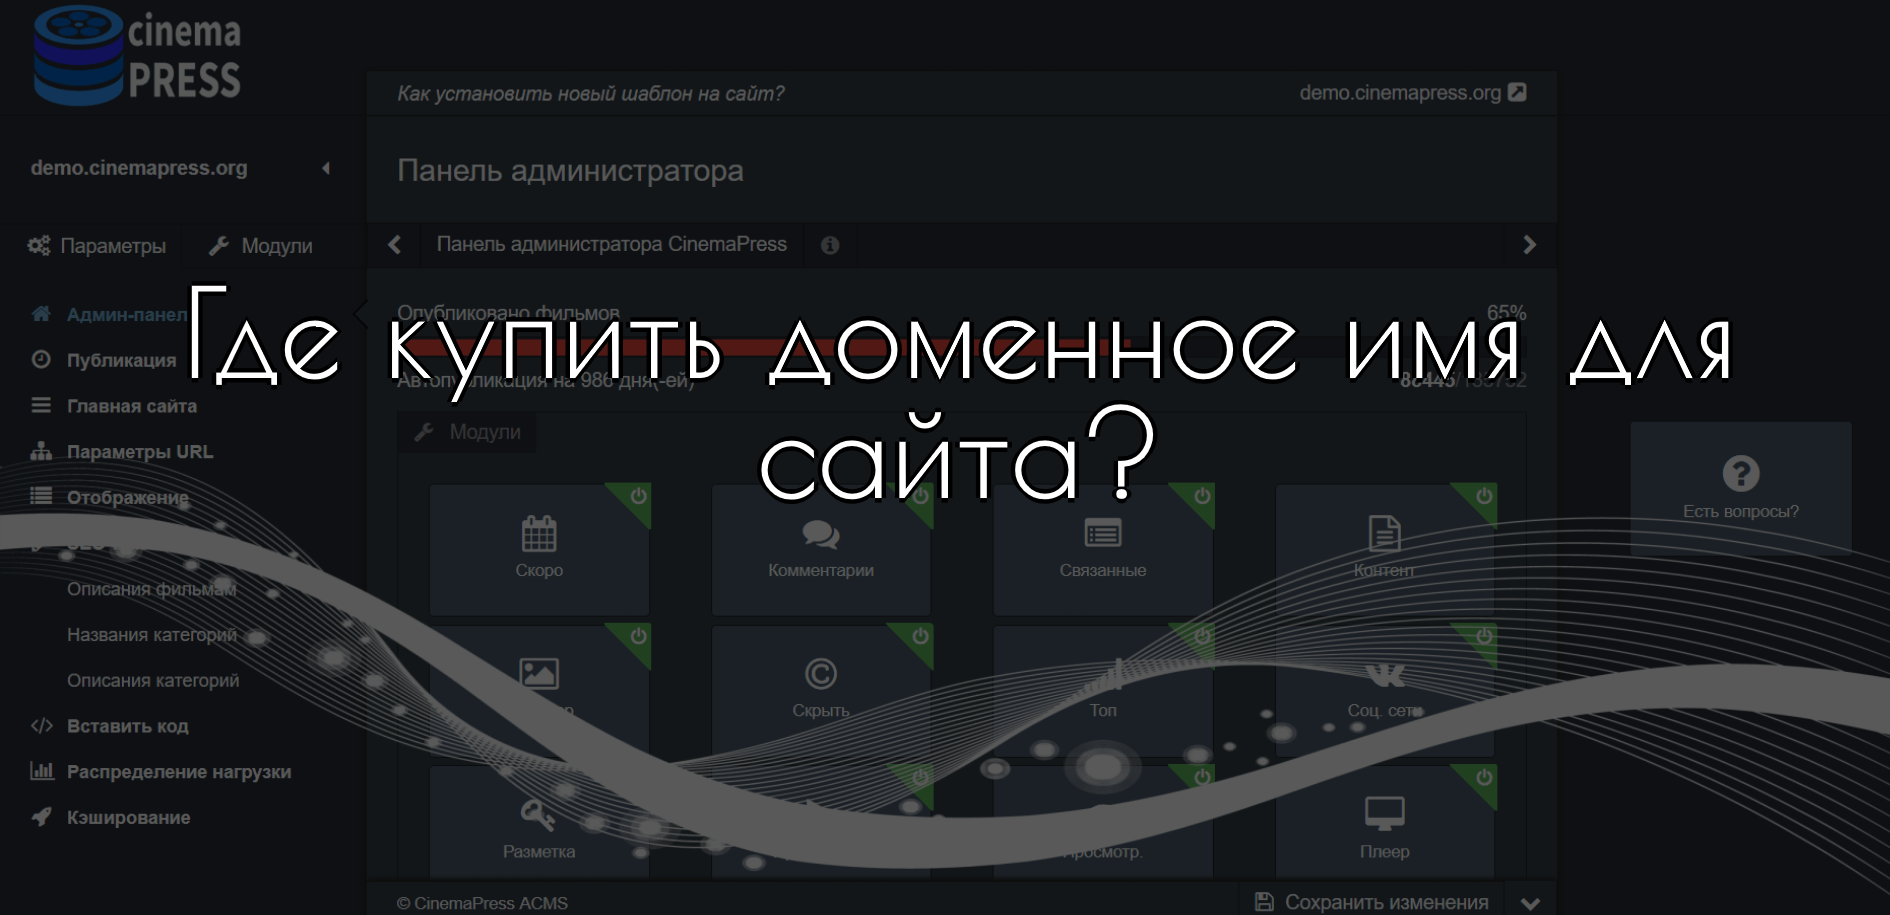 cinema
PRESS
Как установить новый шаблон на сайт?
demo.cinemapress.org
demo.cinemapress.org
Панель администратора
Параметры
Модули
Панель администратора CinemaPress
Админ-панель
Опубликовано фильмов
65%
Где купить доменное имя для
сайта?
Публикация
Автопубликация на 986 дня(-ей)
Главная сайта
Модули
Параметры URL
Отображение
Есть вопросы?
Скоро
Комментарии
Связанные
Контент
Описания фильмам
Названия категорий
Описания категорий
Скрыть
Топ
Соц. сети
Вставить код
Распределение нагрузки
Кэширование
Разметка
Плеер
© CinemaPress ACMS
Сохранить изменения